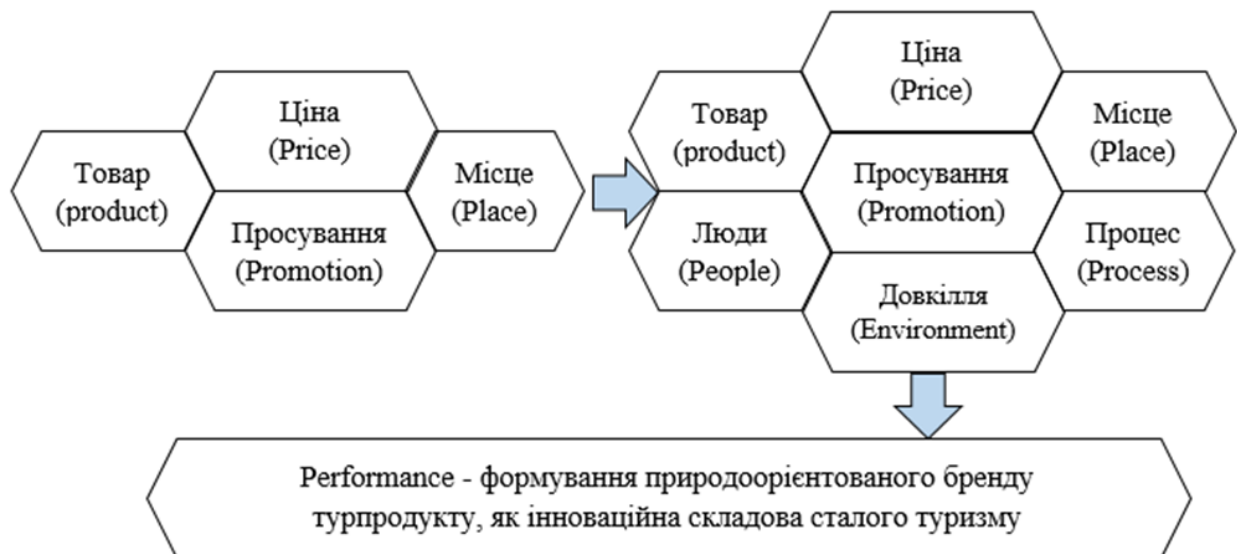 Товар
(product)
Ціна
(Price)
Просування
(Promotion)
Місце
(Place)
Товар
(product)
Ціна
(Price)
Місце
(Place)
Просування
(Promotion)
Люди
(People)
Процес
(Process)
Довкілля
(Environment)
Performance - формування природоорієнтованого бренду
турпродукту, як інноваційна складова сталого туризму